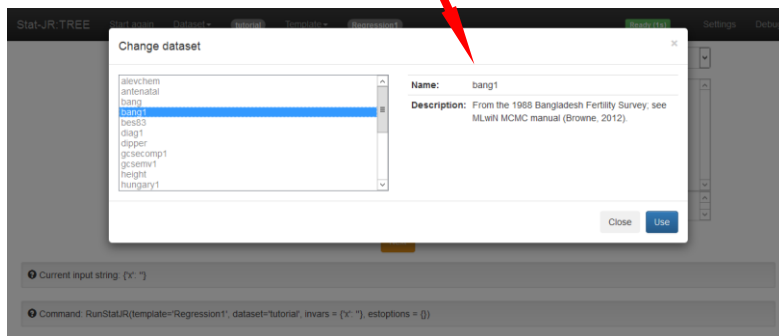 Stat-JR:TREE Start again Dataset tutorial Template Regression1 Ready (1s) Settings Debug
Change dataset ×
alevchem
antenatal
bang
bang1
bes83
diag1
dipper
gcsecomp1
gcsemv1
height
hungary1
Name: bang1
Description: From the 1988 Bangladesh Fertility Survey, see
MLwiN MCMC manual (Browne, 2012).
Close Use
Current input string: {'x': ''}
Command: RunStatJR(template='Regression1', dataset='tutorial', invars = {'x': ''}, estoptions = {})